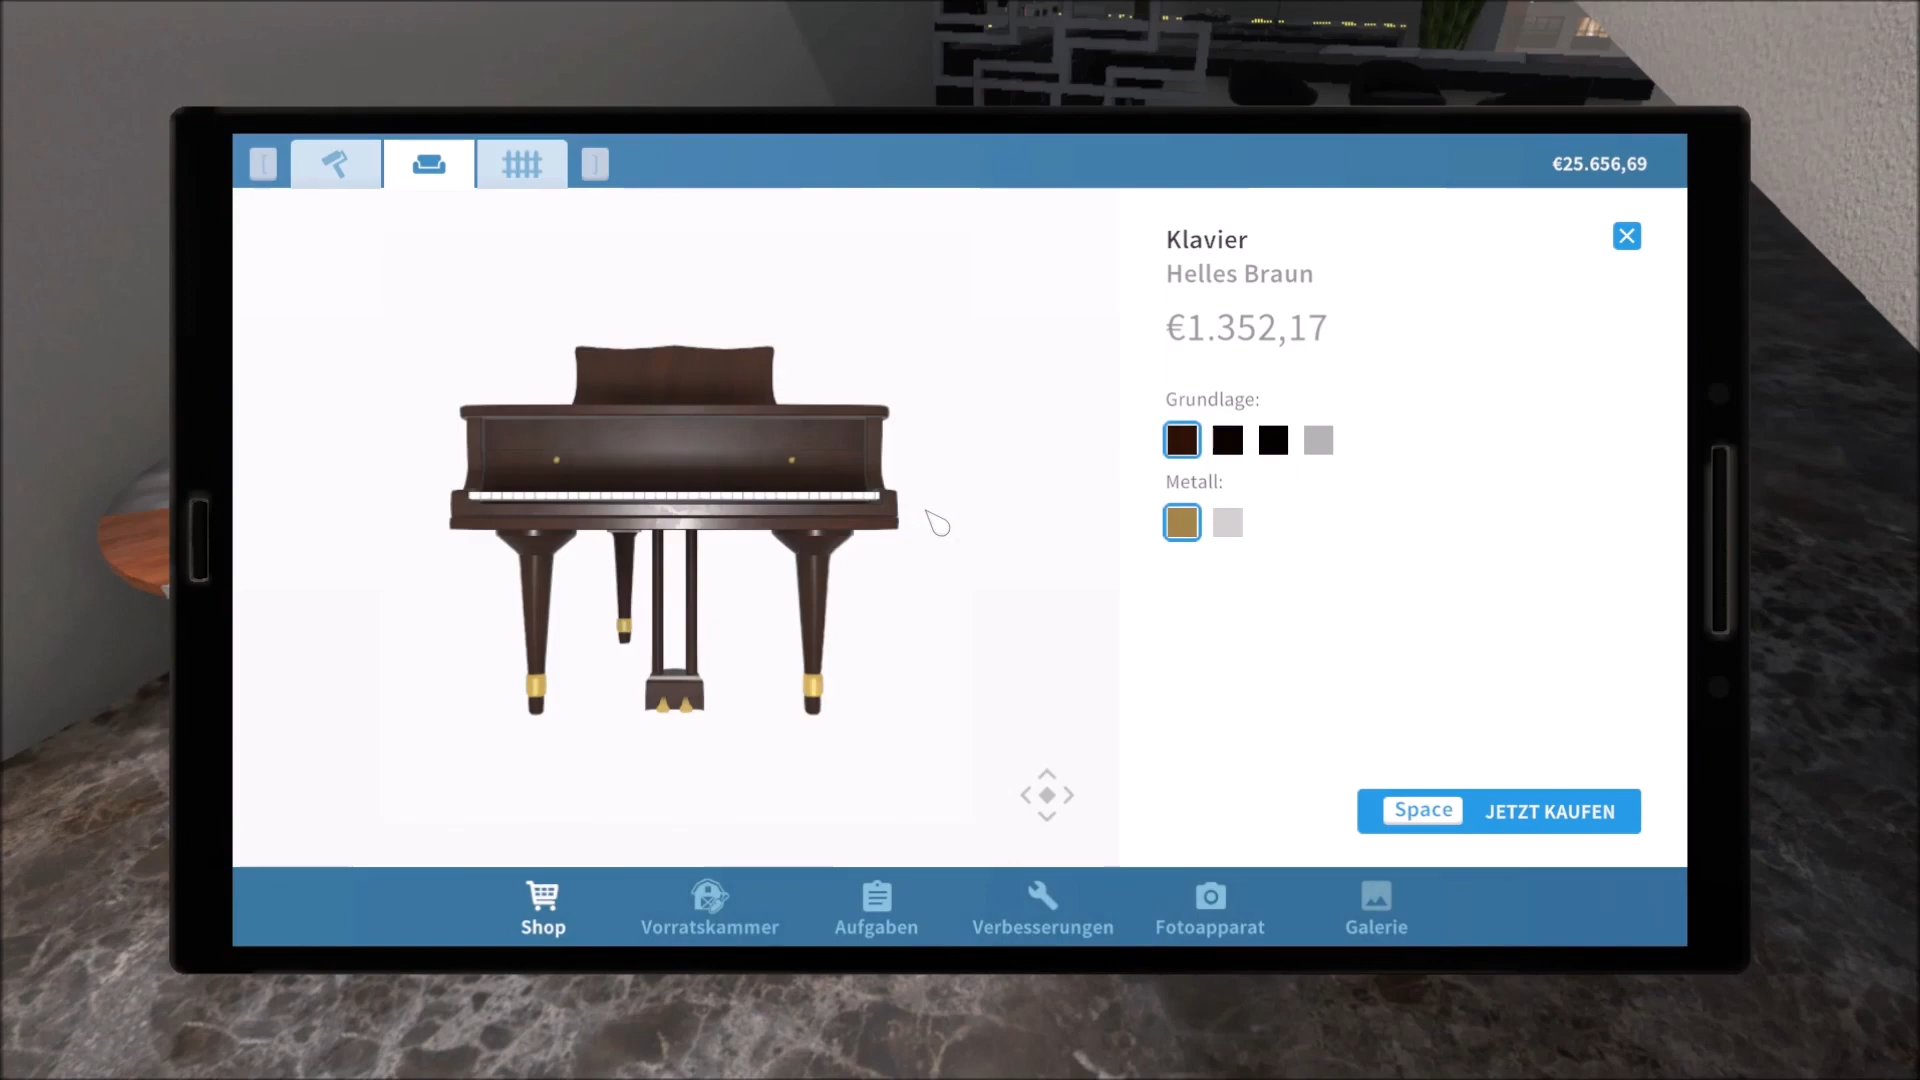 [
]
€25.656,69
Klavier
Helles Braun
€1.352,17
Grundlage:
Metall:
Space JETZT KAUFEN
Shop Vorratskammer Aufgaben Verbesserungen Fotoapparat Galerie